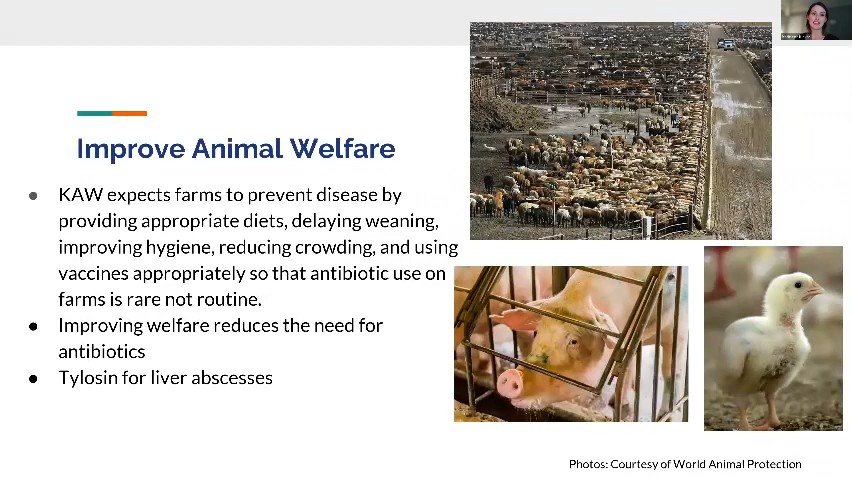 Improve Animal Welfare
● KAW expects farms to prevent disease by
providing appropriate diets, delaying weaning,
improving hygiene, reducing crowding, and using
vaccines appropriately so that antibiotic use on
farms is rare not routine.
● Improving welfare reduces the need for
antibiotics
● Tylosin for liver abscesses
Photos: Courtesy of World Animal Protection